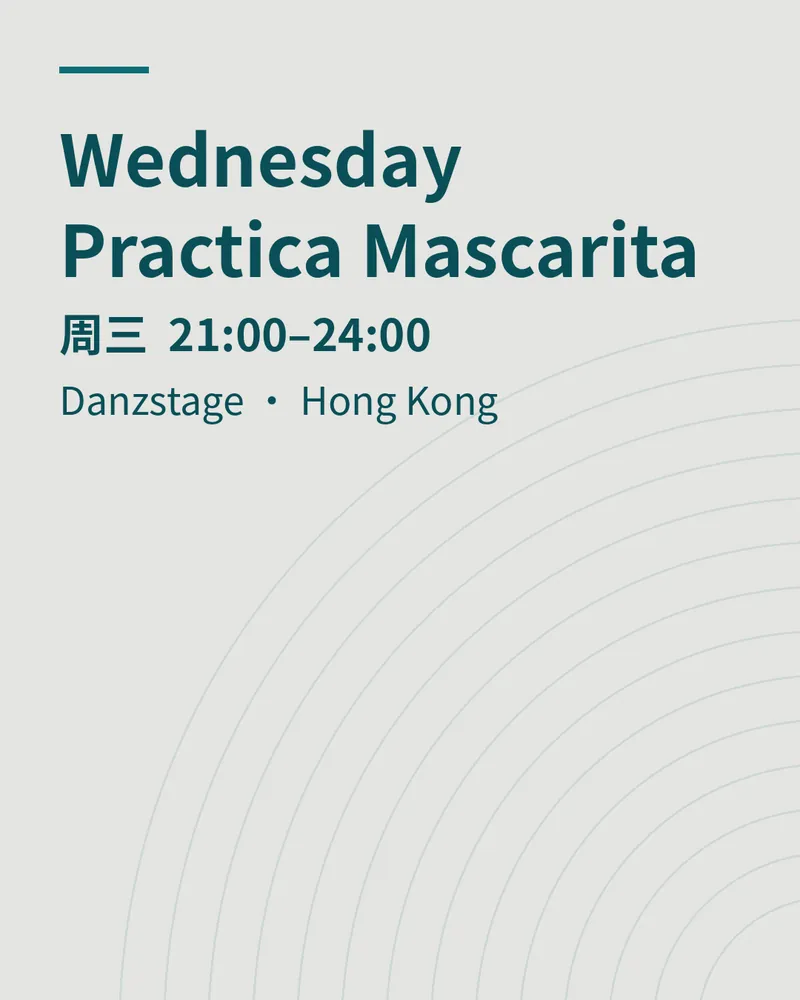 Wednesday
Practica Mascarita
周三 21:00–24:00
Danzstage • Hong Kong